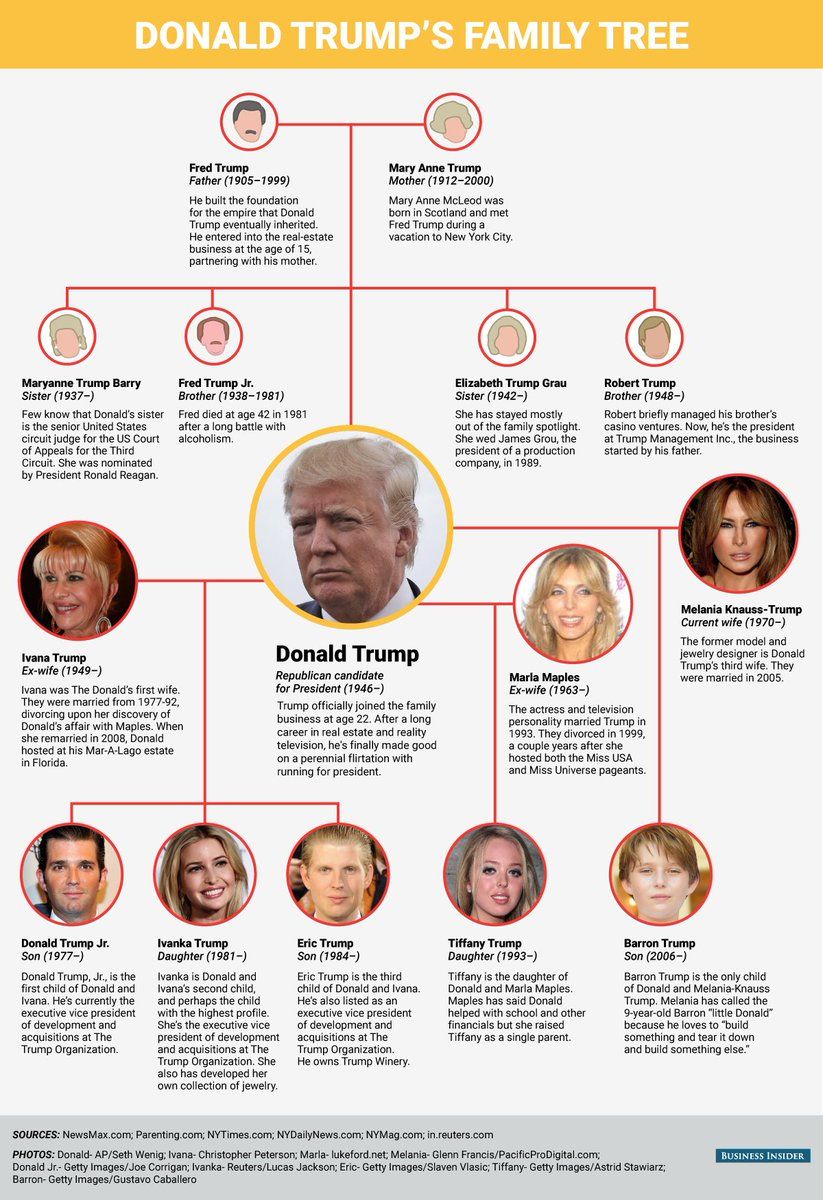 DONALD TRUMP'S FAMILY TREE
Fred Trump
Father (1905–1999)
He built the foundation
for the empire that Donald
Trump eventually inherited.
He entered into the real-estate
business at the age of 15,
partnering with his mother.
Mary Anne Trump
Mother (1912–2000)
Mary Anne McLeod was
born in Scotland and met
Fred Trump during a
vacation to New York City.
Maryanne Trump Barry
Sister (1937–)
Few know that Donald's sister
is the senior United States
circuit judge for the US Court
of Appeals for the Third
Circuit. She was nominated
by President Ronald Reagan.
Fred Trump Jr.
Brother (1938–1981)
Fred died at age 42 in 1981
after a long battle with
alcoholism.
Elizabeth Trump Grau
Sister (1942–)
She has stayed mostly
out of the family spotlight.
She wed James Grou, the
president of a production
company, in 1989.
Robert Trump
Brother (1948–)
Robert briefly managed his brother's
casino ventures. Now, he's the president
at Trump Management Inc., the business
started by his father.
Ivana Trump
Ex-wife (1949–)
Ivana was The Donald's first wife.
They were married from 1977-92,
divorcing upon her discovery of
Donald's affair with Maples. When
she remarried in 2008, Donald
hosted at his Mar-A-Lago estate
in Florida.
Donald Trump
Republican candidate
for President (1946–)
Trump officially joined the family
business at age 22. After a long
career in real estate and reality
television, he's finally made good
on a perennial flirtation with
running for president.
Marla Maples
Ex-wife (1963–)
The actress and television
personality married Trump in
1993. They divorced in 1999,
a couple years after she
hosted both the Miss USA
and Miss Universe pageants.
Melania Knauss-Trump
Current wife (1970–)
The former model and
jewelry designer is Donald
Trump's third wife. They
were married in 2005.
Donald Trump Jr.
Son (1977–)
Donald Trump, Jr., is the
first child of Donald and
Ivana. He's currently the
executive vice president
of development and
acquisitions at The
Trump Organization.
Ivanka Trump
Daughter (1981–)
Ivanka is Donald and
Ivana's second child,
and perhaps the child
with the highest profile.
She's the executive vice
president of development
and acquisitions at The
Trump Organization. She
also has developed her
own collection of jewelry.
Eric Trump
Son (1984–)
Eric Trump is the third
child of Donald and Ivana.
He's also listed as an
executive vice president
of development and
acquisitions at The
Trump Organization.
He owns Trump Winery.
Tiffany Trump
Daughter (1993–)
Tiffany is the daughter of
Donald and Marla Maples.
Maples has said Donald
helped with school and other
financials but she raised
Tiffany as a single parent.
Barron Trump
Son (2006–)
Barron Trump is the only child
of Donald and Melania-Knauss
Trump. Melania has called the
9-year-old Barron "little Donald"
because he loves to "build
something and tear it down
and build something else."
SOURCES: NewsMax.com; Parenting.com; NYTimes.com; NYDailyNews.com; NYMag.com; in.reuters.com
PHOTOS: Donald- AP/Seth Wenig; Ivana- Christopher Peterson; Marla- lukeford.net; Melania- Glenn Francis/PacificProDigital.com;
Donald Jr.- Getty Images/Joe Corrigan; Ivanka- Reuters/Lucas Jackson; Eric- Getty Images/Slaven Vlasic; Tiffany- Getty Images/Astrid Stawiarz;
Barron- Getty Images/Gustavo Caballero
BUSINESS INSIDER